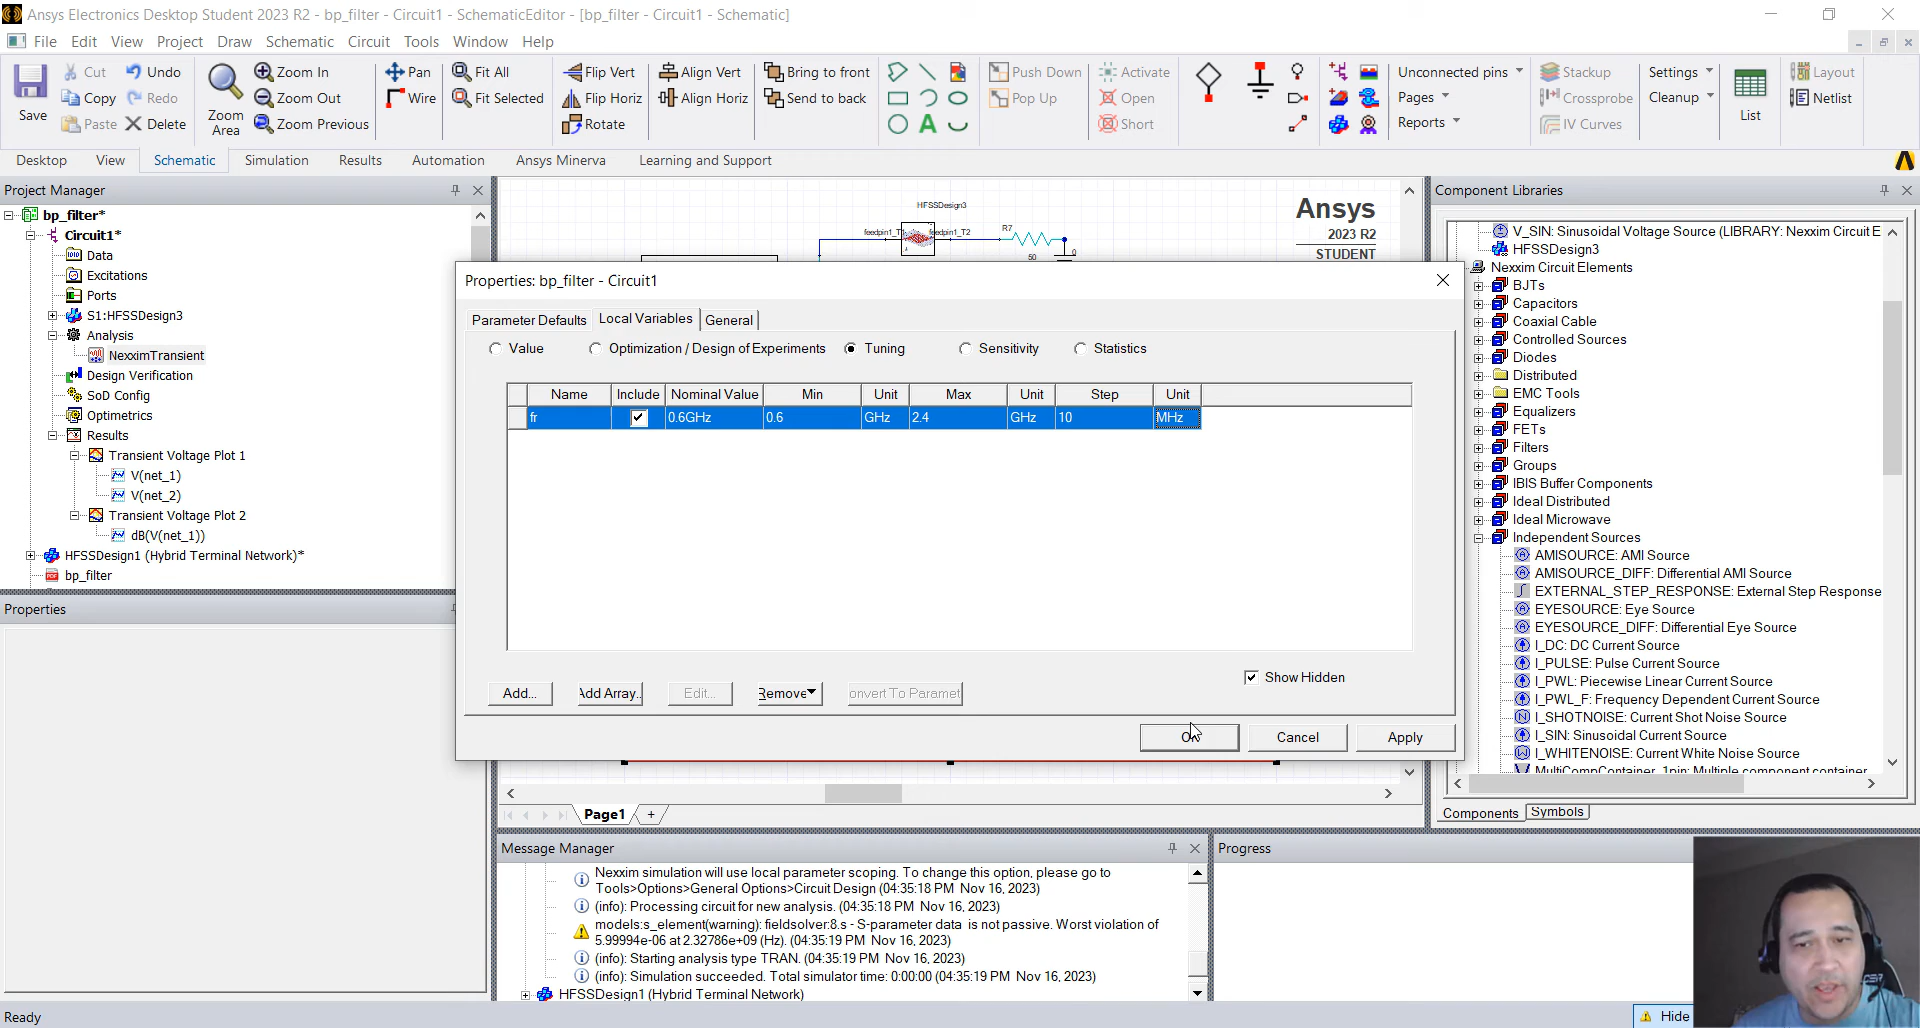 Ansys Electronics Desktop Student 2023 R2 - bp_filter - Circuit1 - SchematicEditor - [bp_filter - Circuit1 - Schematic]
File Edit View Project Draw Schematic Circuit Tools Window Help
Save
Cut
Copy
Paste
Undo
Redo
Delete
Zoom Area
Zoom In
Zoom Out
Zoom Previous
Pan
Wire
Fit All
Fit Selected
Flip Vert
Flip Horiz
Rotate
Align Vert
Align Horiz
Bring to front
Send to back
Push Down
Pop Up
Activate
Open
Short
Unconnected pins
Pages
Reports
Stackup
Crossprobe
IV Curves
Settings
Cleanup
List
Layout
Netlist
Desktop View Schematic Simulation Results Automation Ansys Minerva Learning and Support
Project Manager
bp_filter*
Circuit1*
Data
Excitations
Ports
S1:HFSSDesign3
Analysis
NexximTransient
Design Verification
SoD Config
Optimetrics
Results
Transient Voltage Plot 1
V(net_1)
V(net_2)
Transient Voltage Plot 2
dB(V(net_1))
HFSSDesign1 (Hybrid Terminal Network)*
bp_filter
Properties
HFSSDesign3
feedpin1_T1
feedpin1_T2
R7
50
0
Ansys
2023 R2
STUDENT
Properties: bp_filter - Circuit1
Parameter Defaults Local Variables General
Value Optimization / Design of Experiments Tuning Sensitivity Statistics
Name Include Nominal Value Min Unit Max Unit Step Unit
fr 0.6GHz 0.6 GHz 2.4 GHz 10 MHz
Show Hidden
Add... Add Array.. Edit... Remove onvert To Paramet
OK Cancel Apply
Page1 +
Message Manager
Nexxim simulation will use local parameter scoping. To change this option, please go to
Tools>Options>General Options>Circuit Design (04:35:18 PM Nov 16, 2023)
(info): Processing circuit for new analysis. (04:35:18 PM Nov 16, 2023)
models:s_element(warning): fieldsolver:8.s - S-parameter data is not passive. Worst violation of
5.99994e-06 at 2.32786e+09 (Hz). (04:35:19 PM Nov 16, 2023)
(info): Starting analysis type TRAN. (04:35:19 PM Nov 16, 2023)
(info): Simulation succeeded. Total simulator time: 0:00:00 (04:35:19 PM Nov 16, 2023)
HFSSDesign1 (Hybrid Terminal Network)
Progress
Component Libraries
V_SIN: Sinusoidal Voltage Source (LIBRARY: Nexxim Circuit E
HFSSDesign3
Nexxim Circuit Elements
BJTs
Capacitors
Coaxial Cable
Controlled Sources
Diodes
Distributed
EMC Tools
Equalizers
FETs
Filters
Groups
IBIS Buffer Components
Ideal Distributed
Ideal Microwave
Independent Sources
AMISOURCE: AMI Source
AMISOURCE_DIFF: Differential AMI Source
EXTERNAL_STEP_RESPONSE: External Step Response
EYESOURCE: Eye Source
EYESOURCE_DIFF: Differential Eye Source
I_DC: DC Current Source
I_PULSE: Pulse Current Source
I_PWL: Piecewise Linear Current Source
I_PWL_F: Frequency Dependent Current Source
I_SHOTNOISE: Current Shot Noise Source
I_SIN: Sinusoidal Current Source
I_WHITENOISE: Current White Noise Source
MultiCompContainer_1pin: Multiple component container
Components Symbols
Ready
Hide